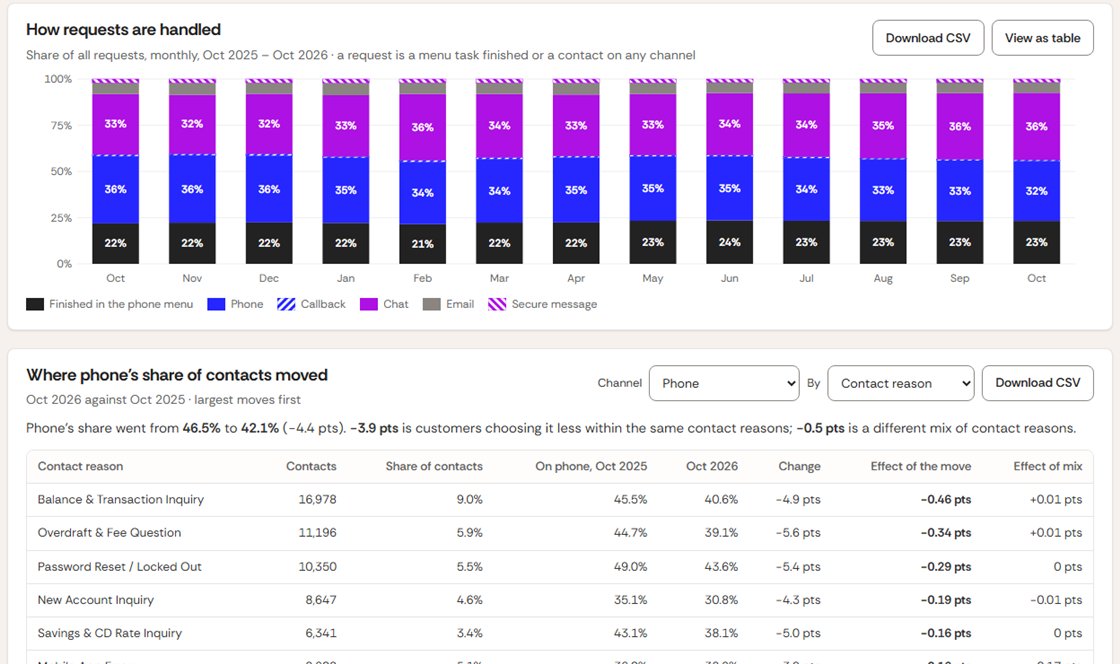 How requests are handled
Download CSV
View as table
Share of all requests, monthly, Oct 2025 – Oct 2026 · a request is a menu task finished or a contact on any channel
100%
75%
50%
25%
0%
33% 32% 32% 33% 36% 34% 33% 33% 34% 34% 35% 36% 36%
36% 36% 36% 35% 34% 34% 35% 35% 35% 34% 33% 33% 32%
22% 22% 22% 22% 21% 22% 22% 23% 24% 23% 23% 23% 23%
Oct Nov Dec Jan Feb Mar Apr May Jun Jul Aug Sep Oct
Finished in the phone menu Phone Callback Chat Email Secure message
Where phone's share of contacts moved
Channel Phone By Contact reason Download CSV
Oct 2026 against Oct 2025 · largest moves first
Phone's share went from 46.5% to 42.1% (−4.4 pts). −3.9 pts is customers choosing it less within the same contact reasons; −0.5 pts is a different mix of contact reasons.
Contact reason Contacts Share of contacts On phone, Oct 2025 Oct 2026 Change Effect of the move Effect of mix
Balance & Transaction Inquiry 16,978 9.0% 45.5% 40.6% −4.9 pts −0.46 pts +0.01 pts
Overdraft & Fee Question 11,196 5.9% 44.7% 39.1% −5.6 pts −0.34 pts +0.01 pts
Password Reset / Locked Out 10,350 5.5% 49.0% 43.6% −5.4 pts −0.29 pts 0 pts
New Account Inquiry 8,647 4.6% 35.1% 30.8% −4.3 pts −0.19 pts −0.01 pts
Savings & CD Rate Inquiry 6,341 3.4% 43.1% 38.1% −5.0 pts −0.16 pts 0 pts